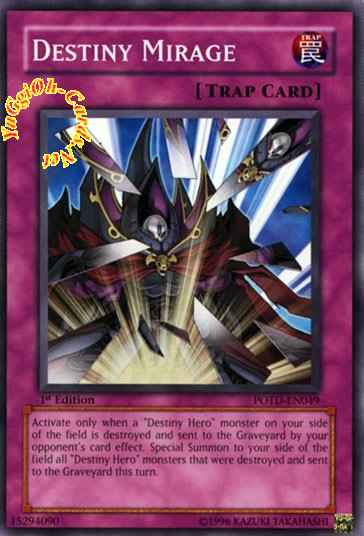 DESTINY MIRAGE
TRAP
罠
[TRAP CARD]
YuGgiOh-Cards.Net
1st Edition
POTD-EN049
Activate only when a "Destiny Hero" monster on your side
of the field is destroyed and sent to the Graveyard by your
opponent's card effect. Special Summon to your side of the
field all "Destiny Hero" monsters that were destroyed and sent
to the Graveyard this turn.
15294090
©1996 KAZUKI TAKAHASHI